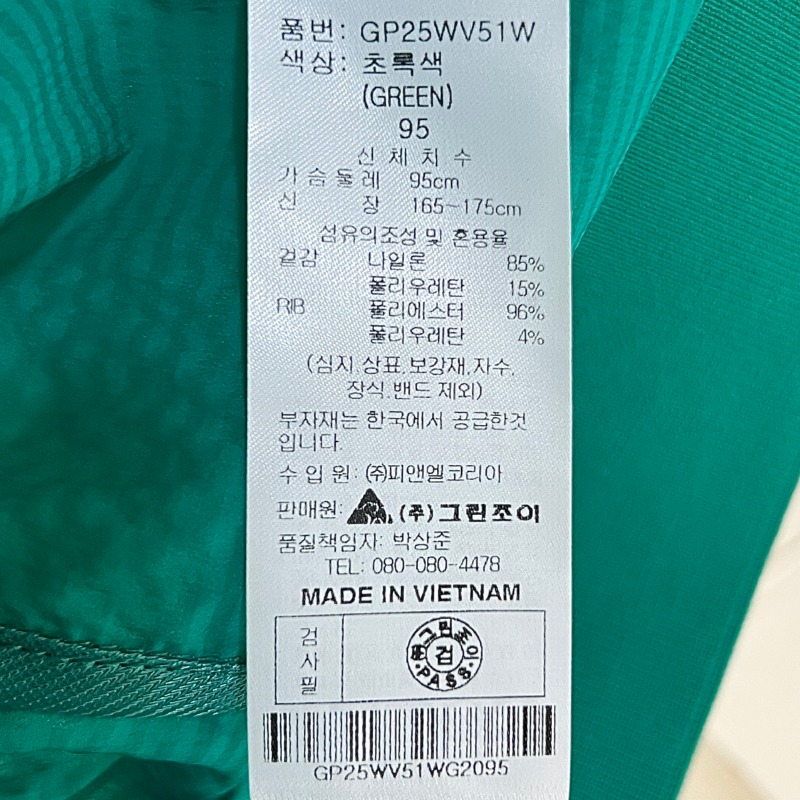 품번: GP25WV51W
색상: 초록색
(GREEN)
95
신 체 치 수
가 슴 둘 레 95cm
신 장 165~175cm
섬유의조성 및 혼용율
겉감 나일론 85%
폴리우레탄 15%
RIB 폴리에스터 96%
폴리우레탄 4%
(심지.상표.보강재.자수.
장식.밴드 제외)
부자재는 한국에서 공급한것
입니다.
수 입 원: (주)피앤엘코리아
판매원: (주)그린조이
품질책임자: 박상준
TEL: 080-080-4478
MADE IN VIETNAM
검사필
㈜그린조이
검
PASS
GP25WV51WG2095